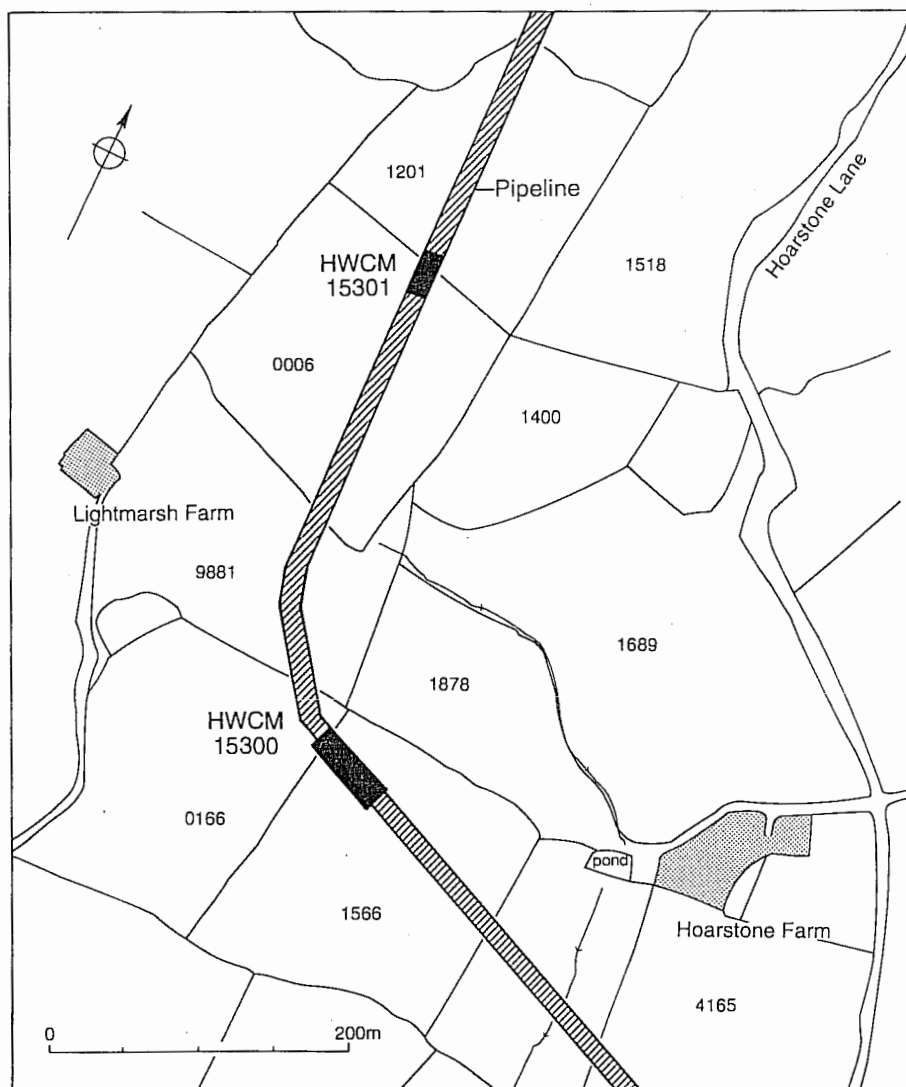 1201
Pipeline
Hoarstone Lane
HWCM
15301
1518
0006
1400
Lightmarsh Farm
9881
1689
1878
HWCM
15300
0166
pond
1566
Hoarstone Farm
4165
0
200m